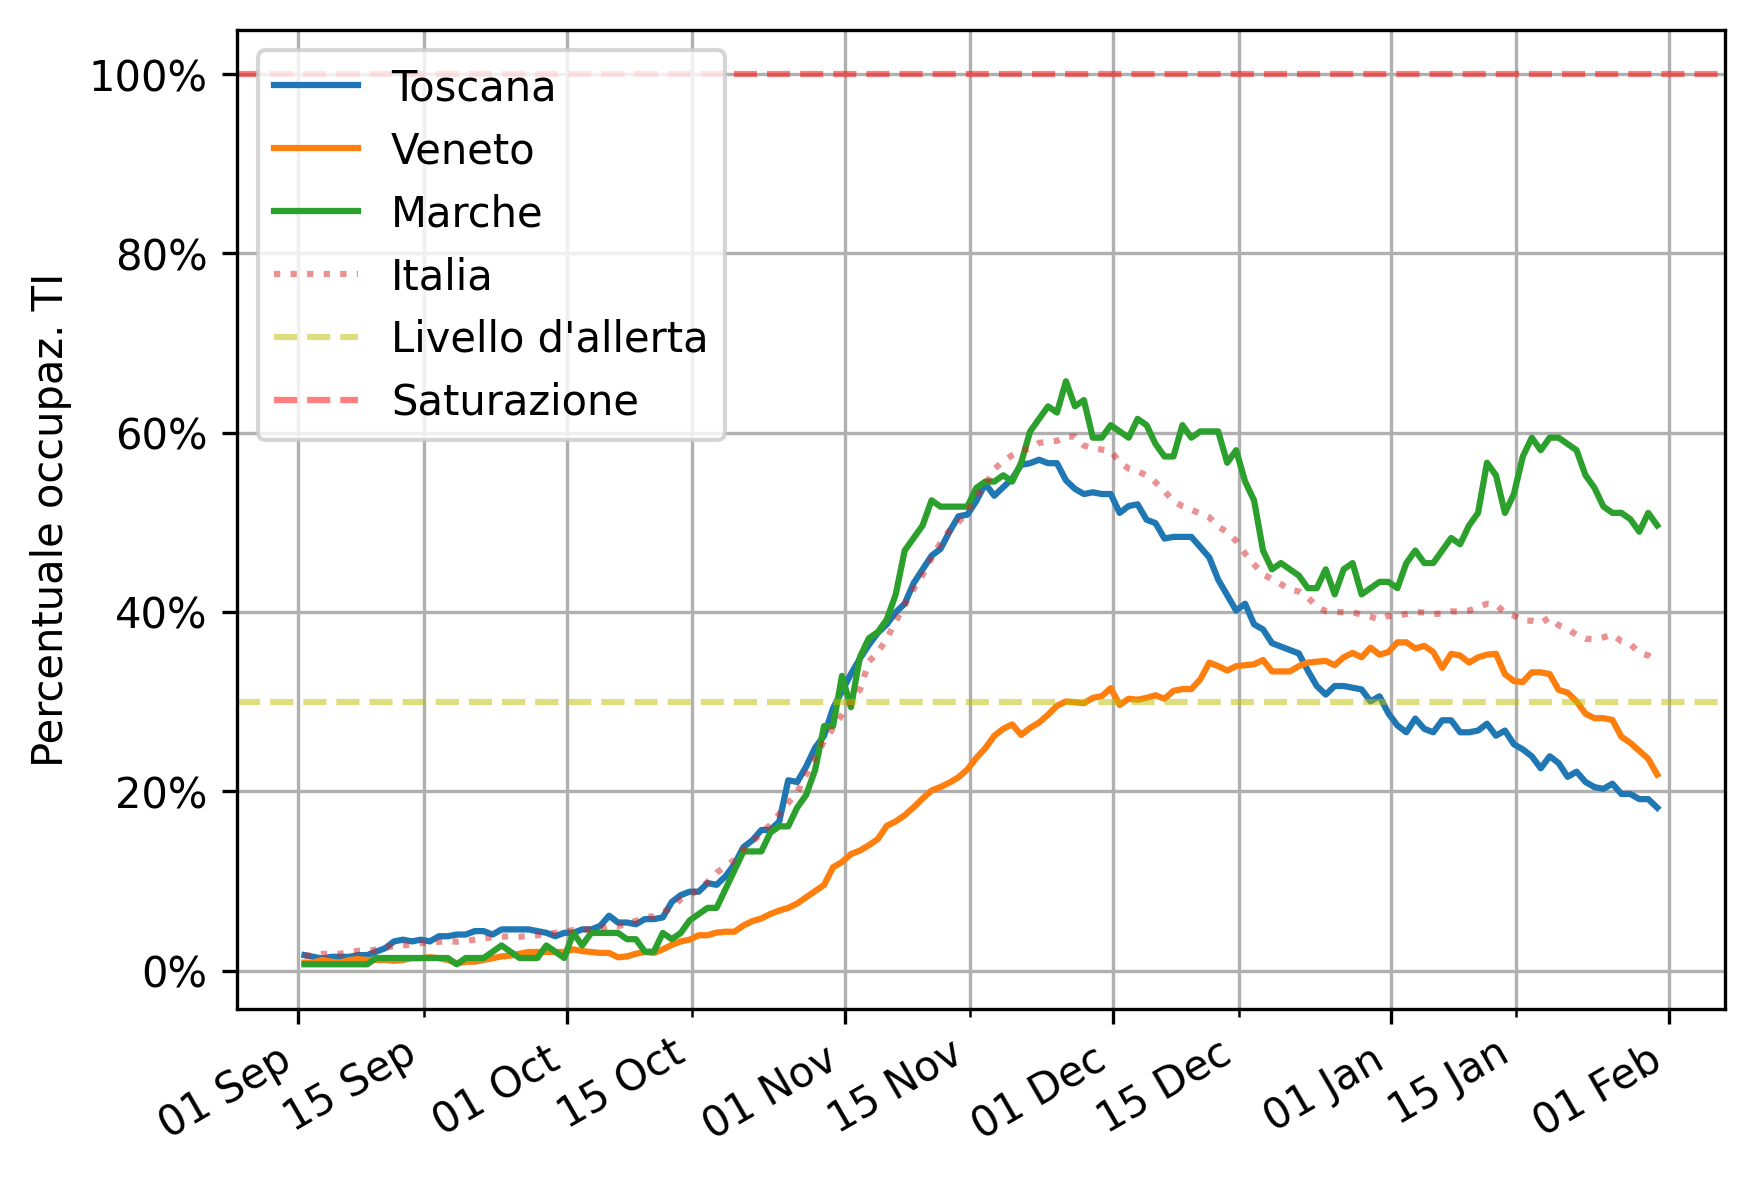 100%
80%
60%
40%
20%
0%
Percentuale occupaz. TI
Toscana
Veneto
Marche
Italia
Livello d'allerta
Saturazione
01 Sep
15 Sep
01 Oct
15 Oct
01 Nov
15 Nov
01 Dec
15 Dec
01 Jan
15 Jan
01 Feb